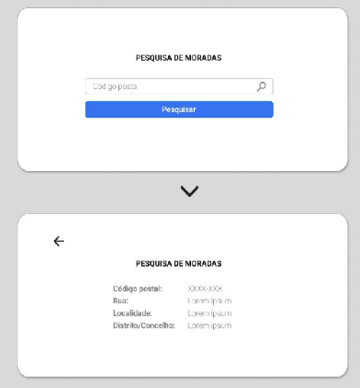 PESQUISA DE MORADAS
Código postal
Pesquisar
PESQUISA DE MORADAS
Código postal: XXXX-XXX
Rua: Lorem ipsum
Localidade: Lorem ipsum
Distrito/Concelho: Lorem ipsum